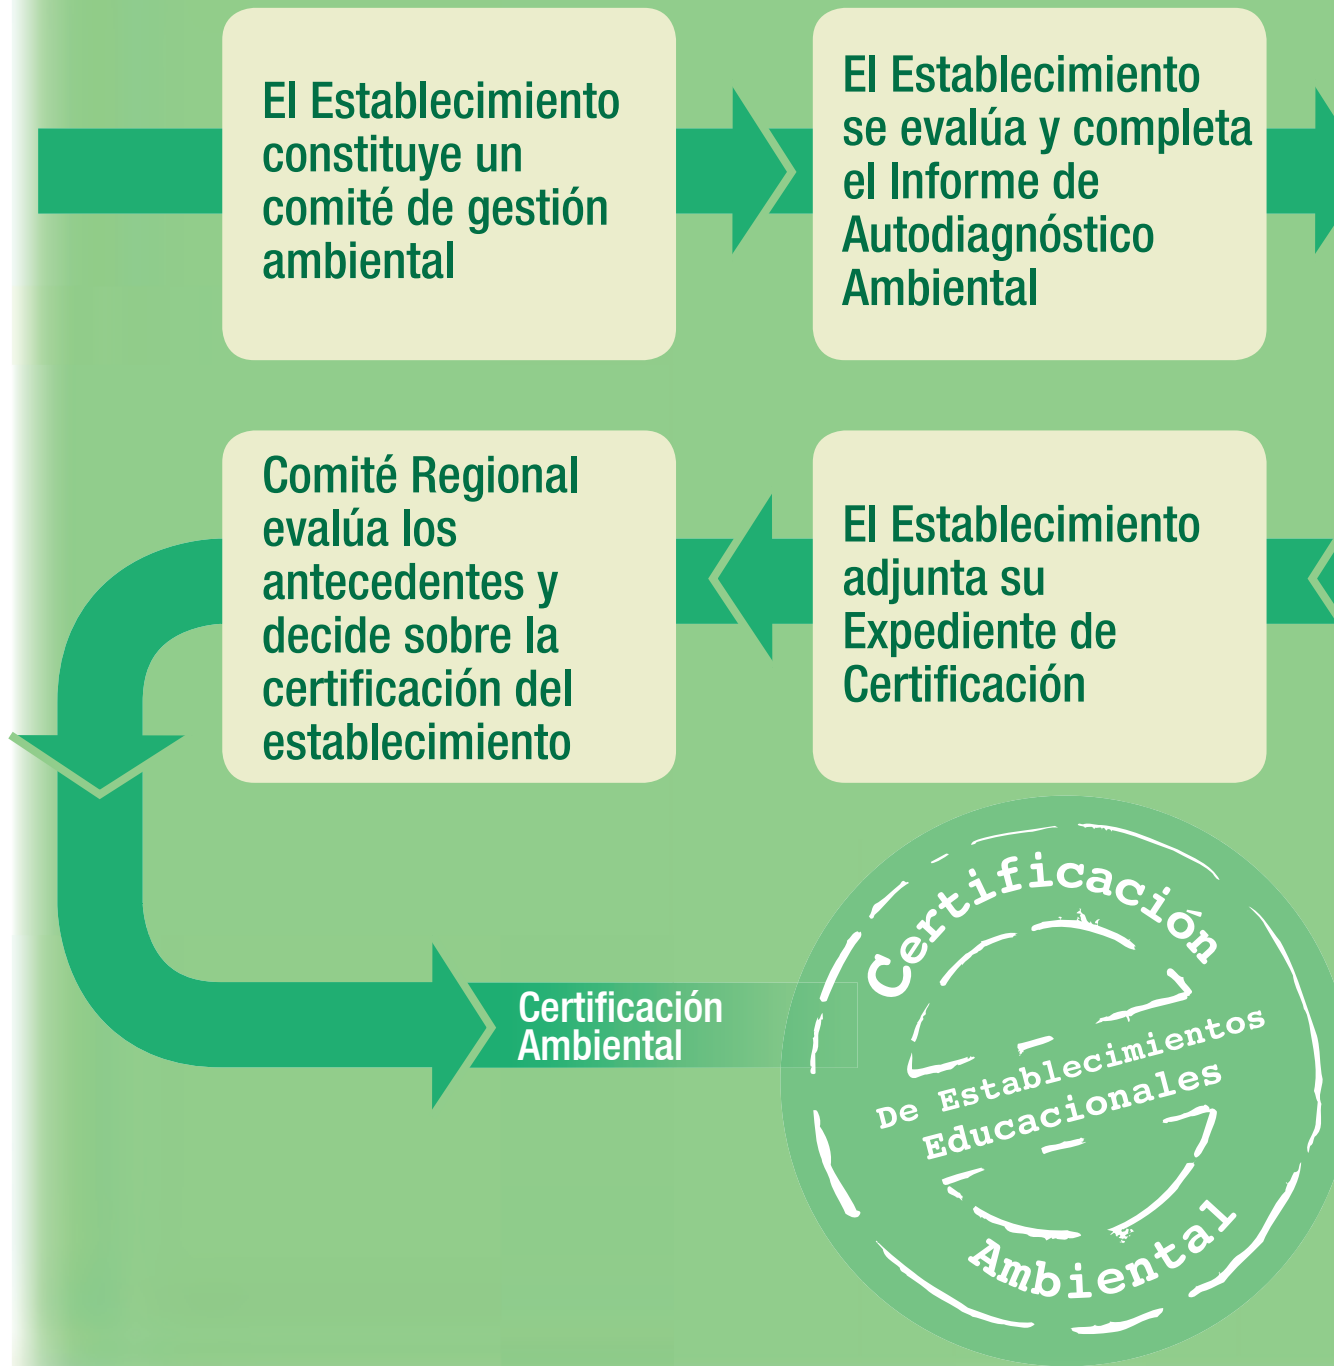 El Establecimiento
constituye un
comité de gestión
ambiental
El Establecimiento
se evalúa y completa
el Informe de
Autodiagnóstico
Ambiental
El Establecimiento
adjunta su
Expediente de
Certificación
Comité Regional
evalúa los
antecedentes y
decide sobre la
certificación del
establecimiento
Certificación
Ambiental
Certificación
De Establecimientos
Educacionales
Ambiental